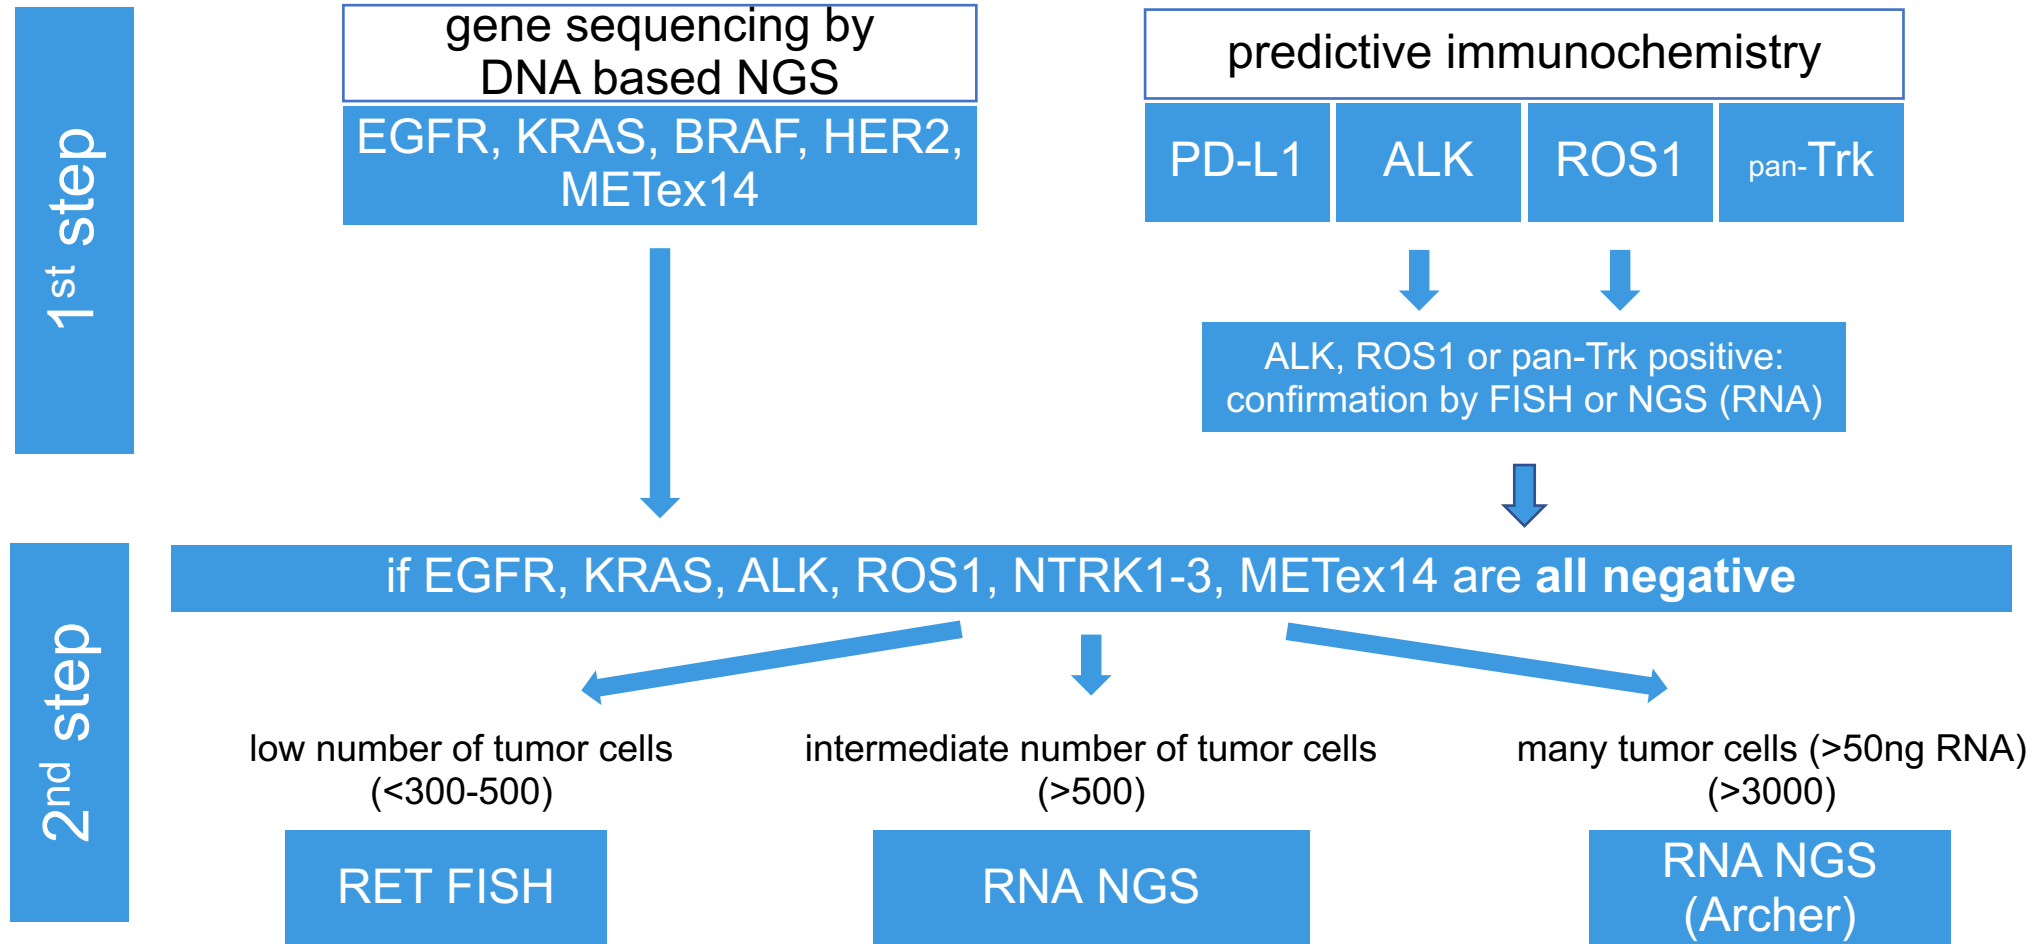 1st step
gene sequencing by
DNA based NGS
EGFR, KRAS, BRAF, HER2,
METex14
predictive immunochemistry
PD-L1
ALK
ROS1
pan-Trk
ALK, ROS1 or pan-Trk positive:
confirmation by FISH or NGS (RNA)
2nd step
if EGFR, KRAS, ALK, ROS1, NTRK1-3, METex14 are all negative
low number of tumor cells
(<300-500)
RET FISH
intermediate number of tumor cells
(>500)
RNA NGS
many tumor cells (>50ng RNA)
(>3000)
RNA NGS
(Archer)